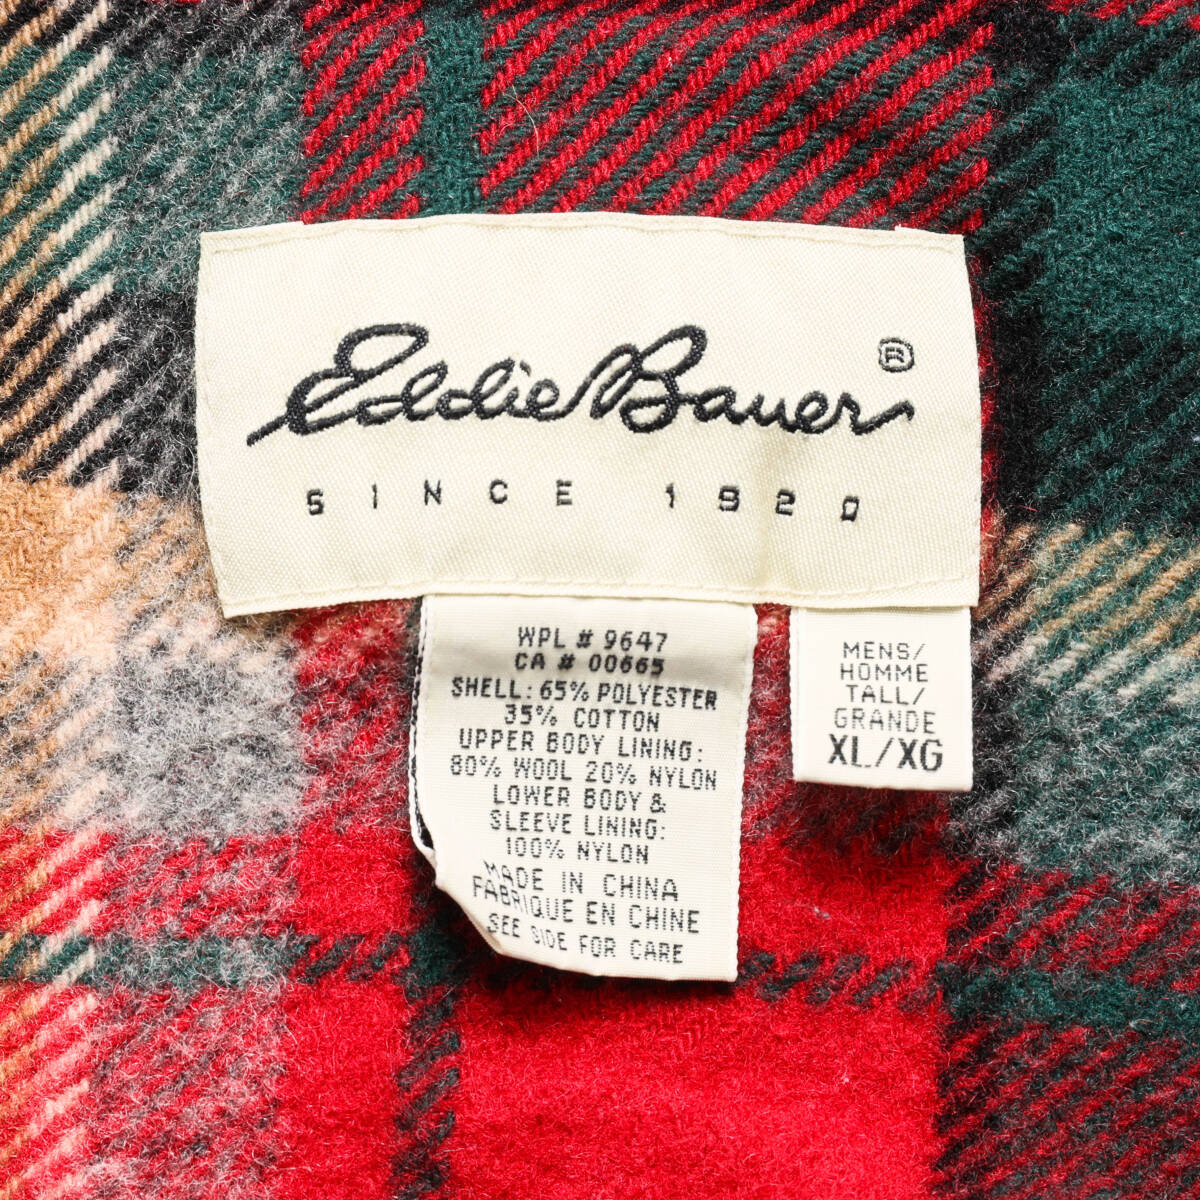 Eddie Bauer®
SINCE 1920
WPL # 9647
CA # 00665
SHELL: 65% POLYESTER
35% COTTON
UPPER BODY LINING:
80% WOOL 20% NYLON
LOWER BODY &
SLEEVE LINING:
100% NYLON
MADE IN CHINA
FABRIQUE EN CHINE
SEE SIDE FOR CARE
MENS/
HOMME
TALL/
GRANDE
XL/XG